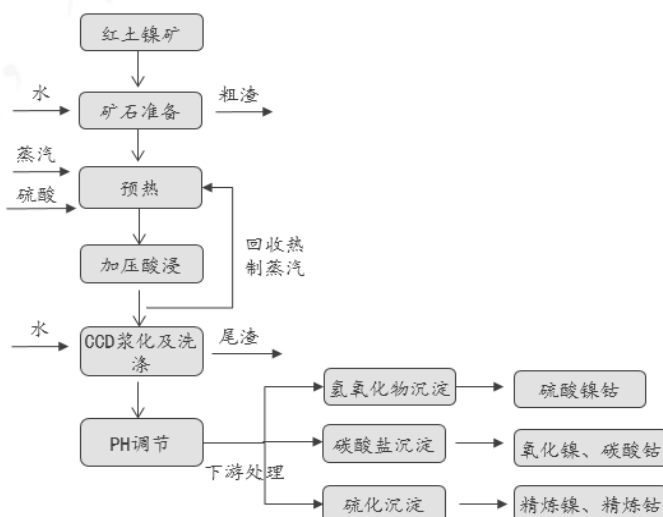 红土镍矿
水
矿石准备
粗渣
蒸汽
硫酸
预热
回收热
制蒸汽
加压酸浸
水
CCD浆化及洗
涤
尾渣
PH调节
下游处理
氢氧化物沉淀
硫酸镍钴
碳酸盐沉淀
氧化镍、碳酸钴
硫化沉淀
精炼镍、精炼钴